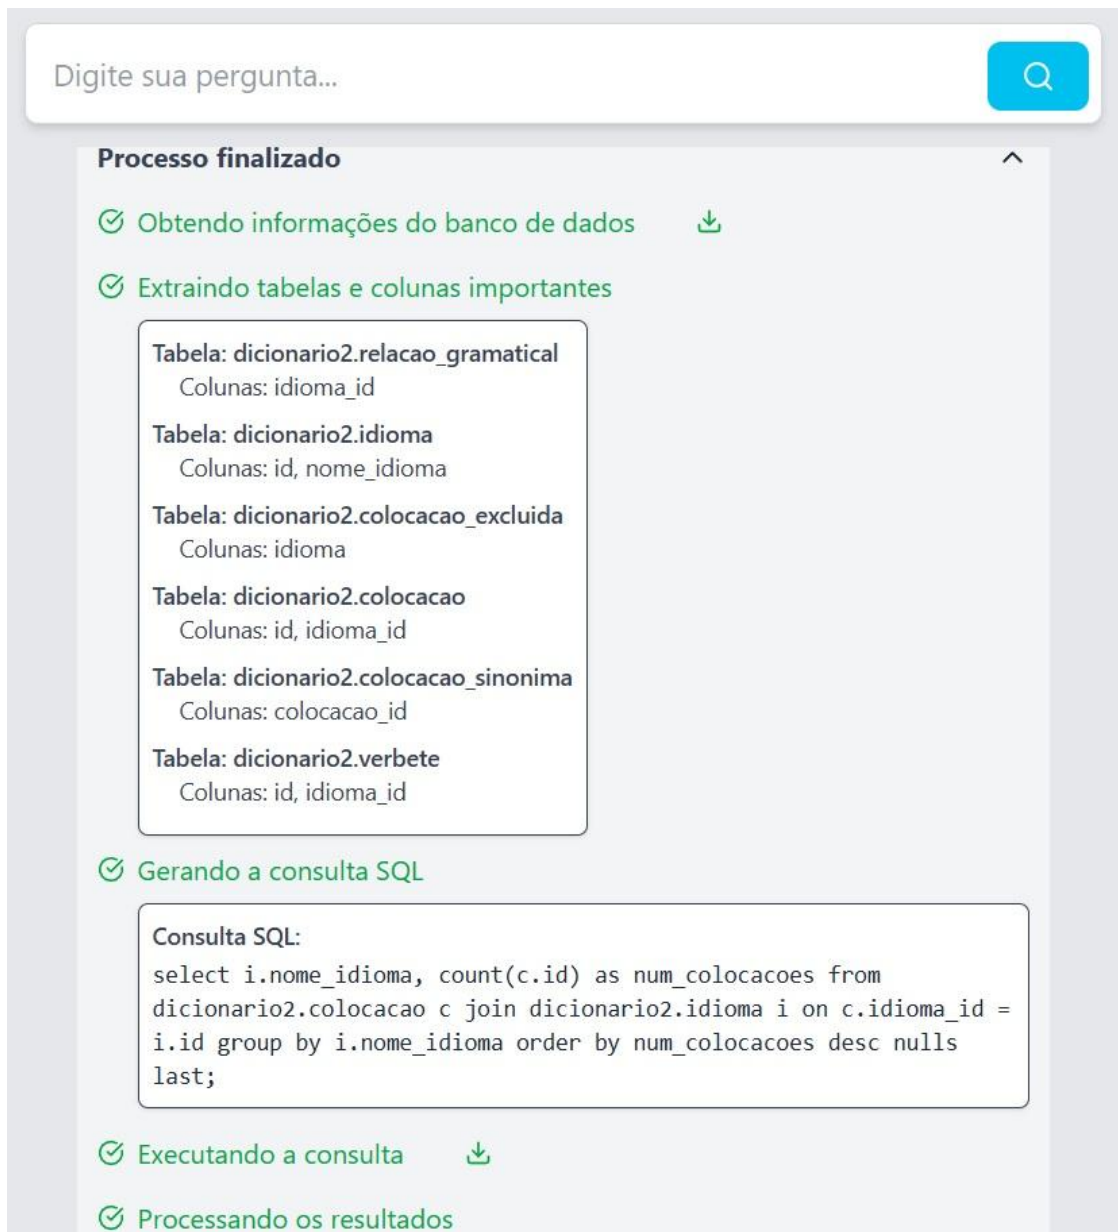 Digite sua pergunta...
Processo finalizado
Obtendo informações do banco de dados
Extraindo tabelas e colunas importantes
Tabela: dicionario2.relacao_gramatical
Colunas: idioma_id
Tabela: dicionario2.idioma
Colunas: id, nome_idioma
Tabela: dicionario2.colocacao_excluida
Colunas: idioma
Tabela: dicionario2.colocacao
Colunas: id, idioma_id
Tabela: dicionario2.colocacao_sinonima
Colunas: colocacao_id
Tabela: dicionario2.verbete
Colunas: id, idioma_id
Gerando a consulta SQL
Consulta SQL:
select i.nome_idioma, count(c.id) as num_colocacoes from
dicionario2.colocacao c join dicionario2.idioma i on c.idioma_id =
i.id group by i.nome_idioma order by num_colocacoes desc nulls
last;
Executando a consulta
Processando os resultados